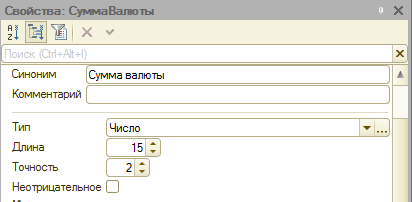 Свойства: СуммаВалюты
Поиск (Ctrl+Alt+I)
Синоним Сумма валюты
Комментарий
Тип Число
Длина 15
Точность 2
Неотрицательное